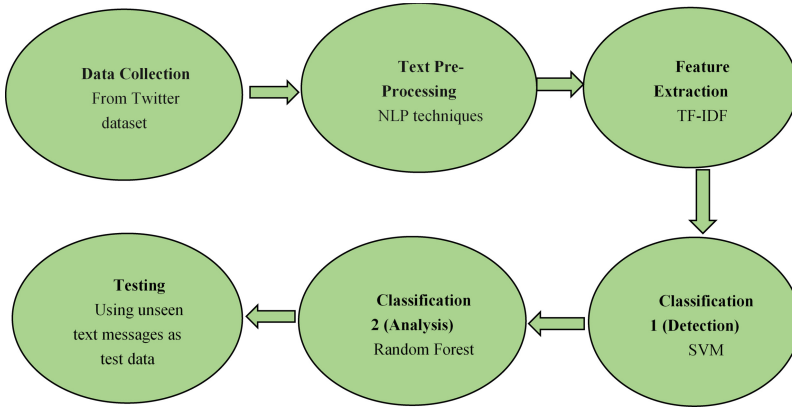 Data Collection
From Twitter
dataset
Text Pre-
Processing
NLP techniques
Feature
Extraction
TF-IDF
Classification
1 (Detection)
SVM
Classification
2 (Analysis)
Random Forest
Testing
Using unseen
text messages as
test data